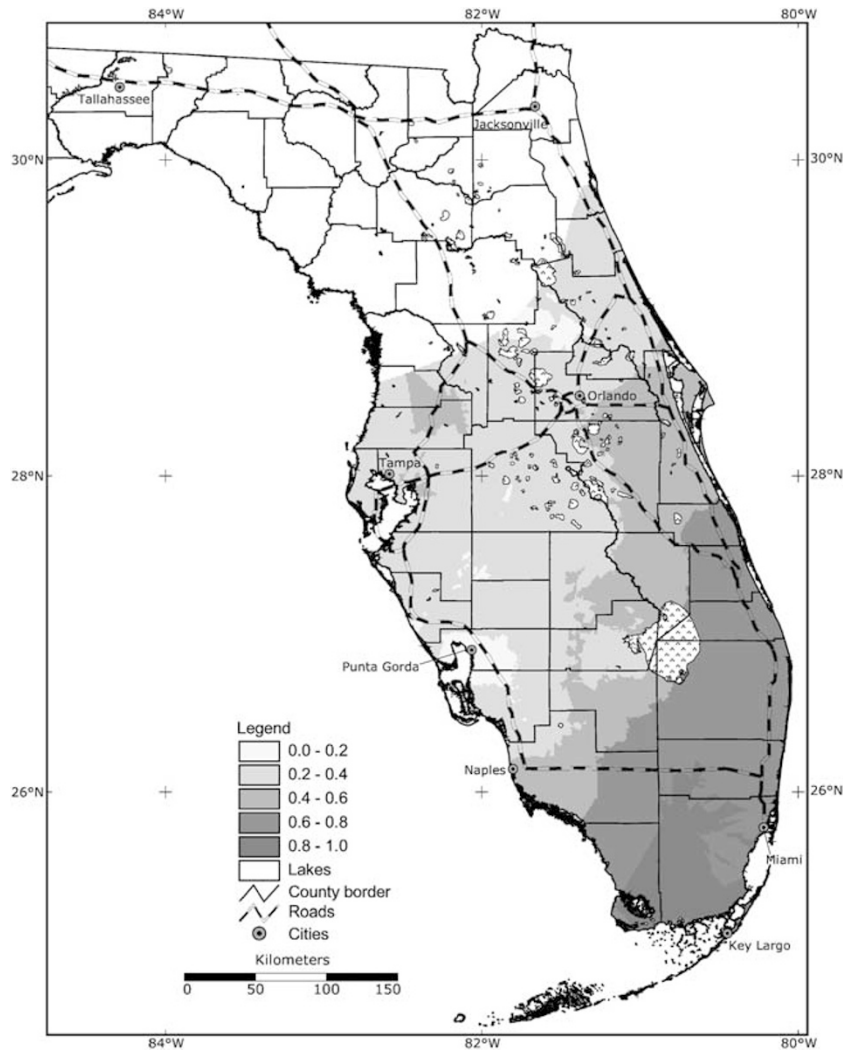 84°W 82°W 80°W
Tallahassee
Jacksonville
30°N 30°N
Orlando
28°N 28°N
Tampa
Punta Gorda
Legend
0.0 - 0.2
Naples
0.2 - 0.4
26°N 26°N
0.4 - 0.6
0.6 - 0.8
0.8 - 1.0
Miami
Lakes
County border
Roads
Cities
Key Largo
Kilometers
0 50 100 150
84°W 82°W 80°W